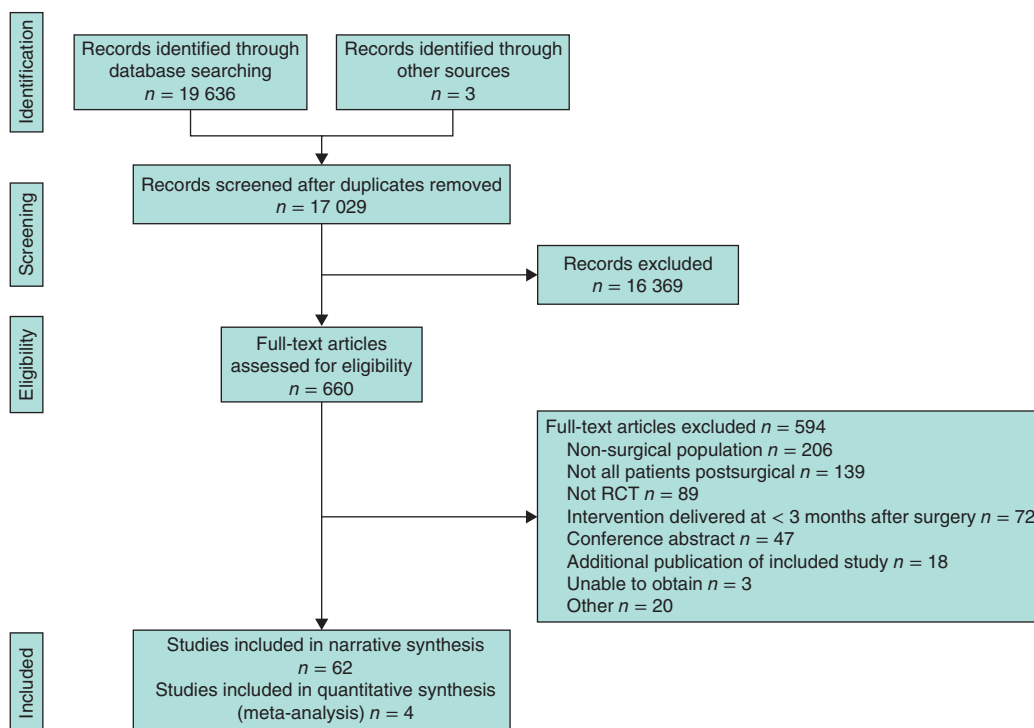 Identification
Records identified through
database searching
n = 19 636
Records identified through
other sources
n = 3
Screening
Records screened after duplicates removed
n = 17 029
Records excluded
n = 16 369
Eligibility
Full-text articles
assessed for eligibility
n = 660
Full-text articles excluded n = 594
Non-surgical population n = 206
Not all patients postsurgical n = 139
Not RCT n = 89
Intervention delivered at < 3 months after surgery n = 72
Conference abstract n = 47
Additional publication of included study n = 18
Unable to obtain n = 3
Other n = 20
Included
Studies included in narrative synthesis
n = 62
Studies included in quantitative synthesis
(meta-analysis) n = 4